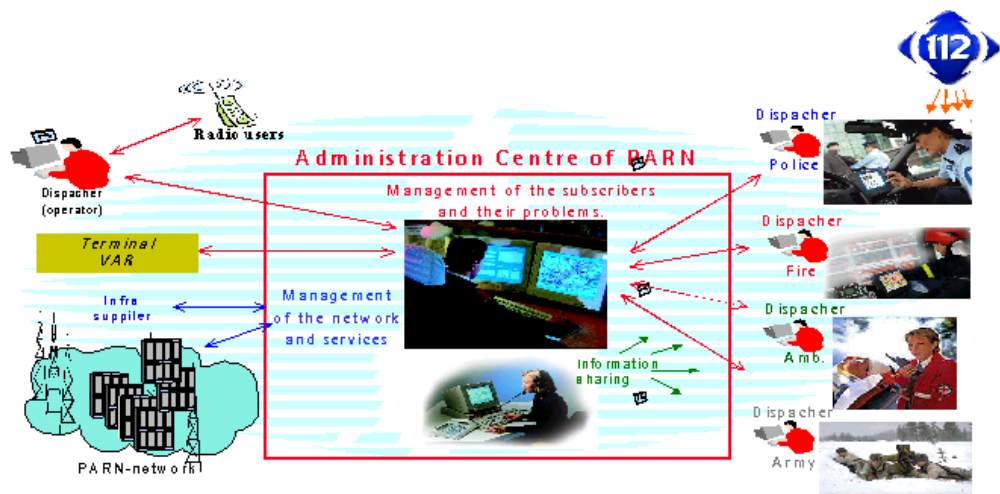 112
Radio users
Dispacher
(operator)
Terminal
VAR
Infra
suppiler
PARN-network
Administration Centre of PARN
Management of the subscribers
and their problems.
Management
of the network
and services
Information
sharing
Dispacher
Police
Dispacher
Fire
Dispacher
Amb.
Dispacher
Army